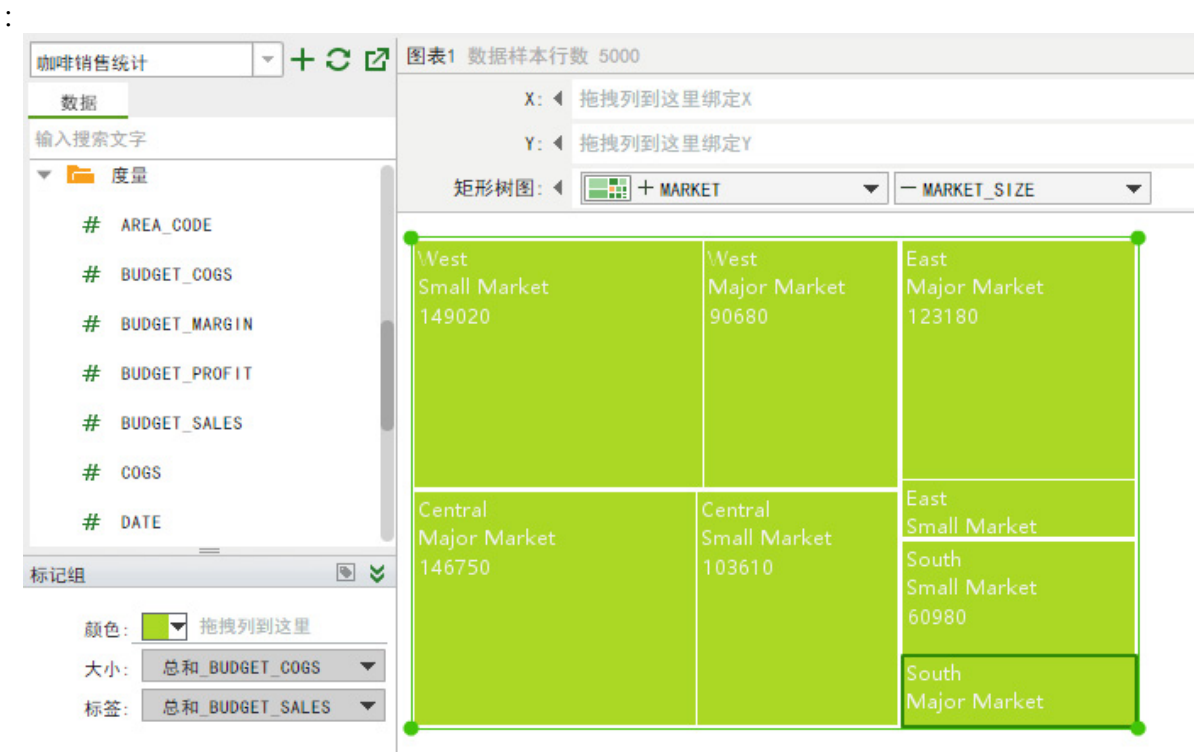 :
咖啡销售统计
数据
输入搜索文字
度量
# AREA_CODE
# BUDGET_COGS
# BUDGET_MARGIN
# BUDGET_PROFIT
# BUDGET_SALES
# COGS
# DATE
标记组
颜色: 拖拽列到这里
大小: 总和_BUDGET_COGS
标签: 总和_BUDGET_SALES
图表1 数据样本行数 5000
X: 拖拽列到这里绑定X
Y: 拖拽列到这里绑定Y
矩形树图: + MARKET − MARKET_SIZE
West
Small Market
149020
West
Major Market
90680
East
Major Market
123180
Central
Major Market
146750
Central
Small Market
103610
East
Small Market
South
Small Market
60980
South
Major Market